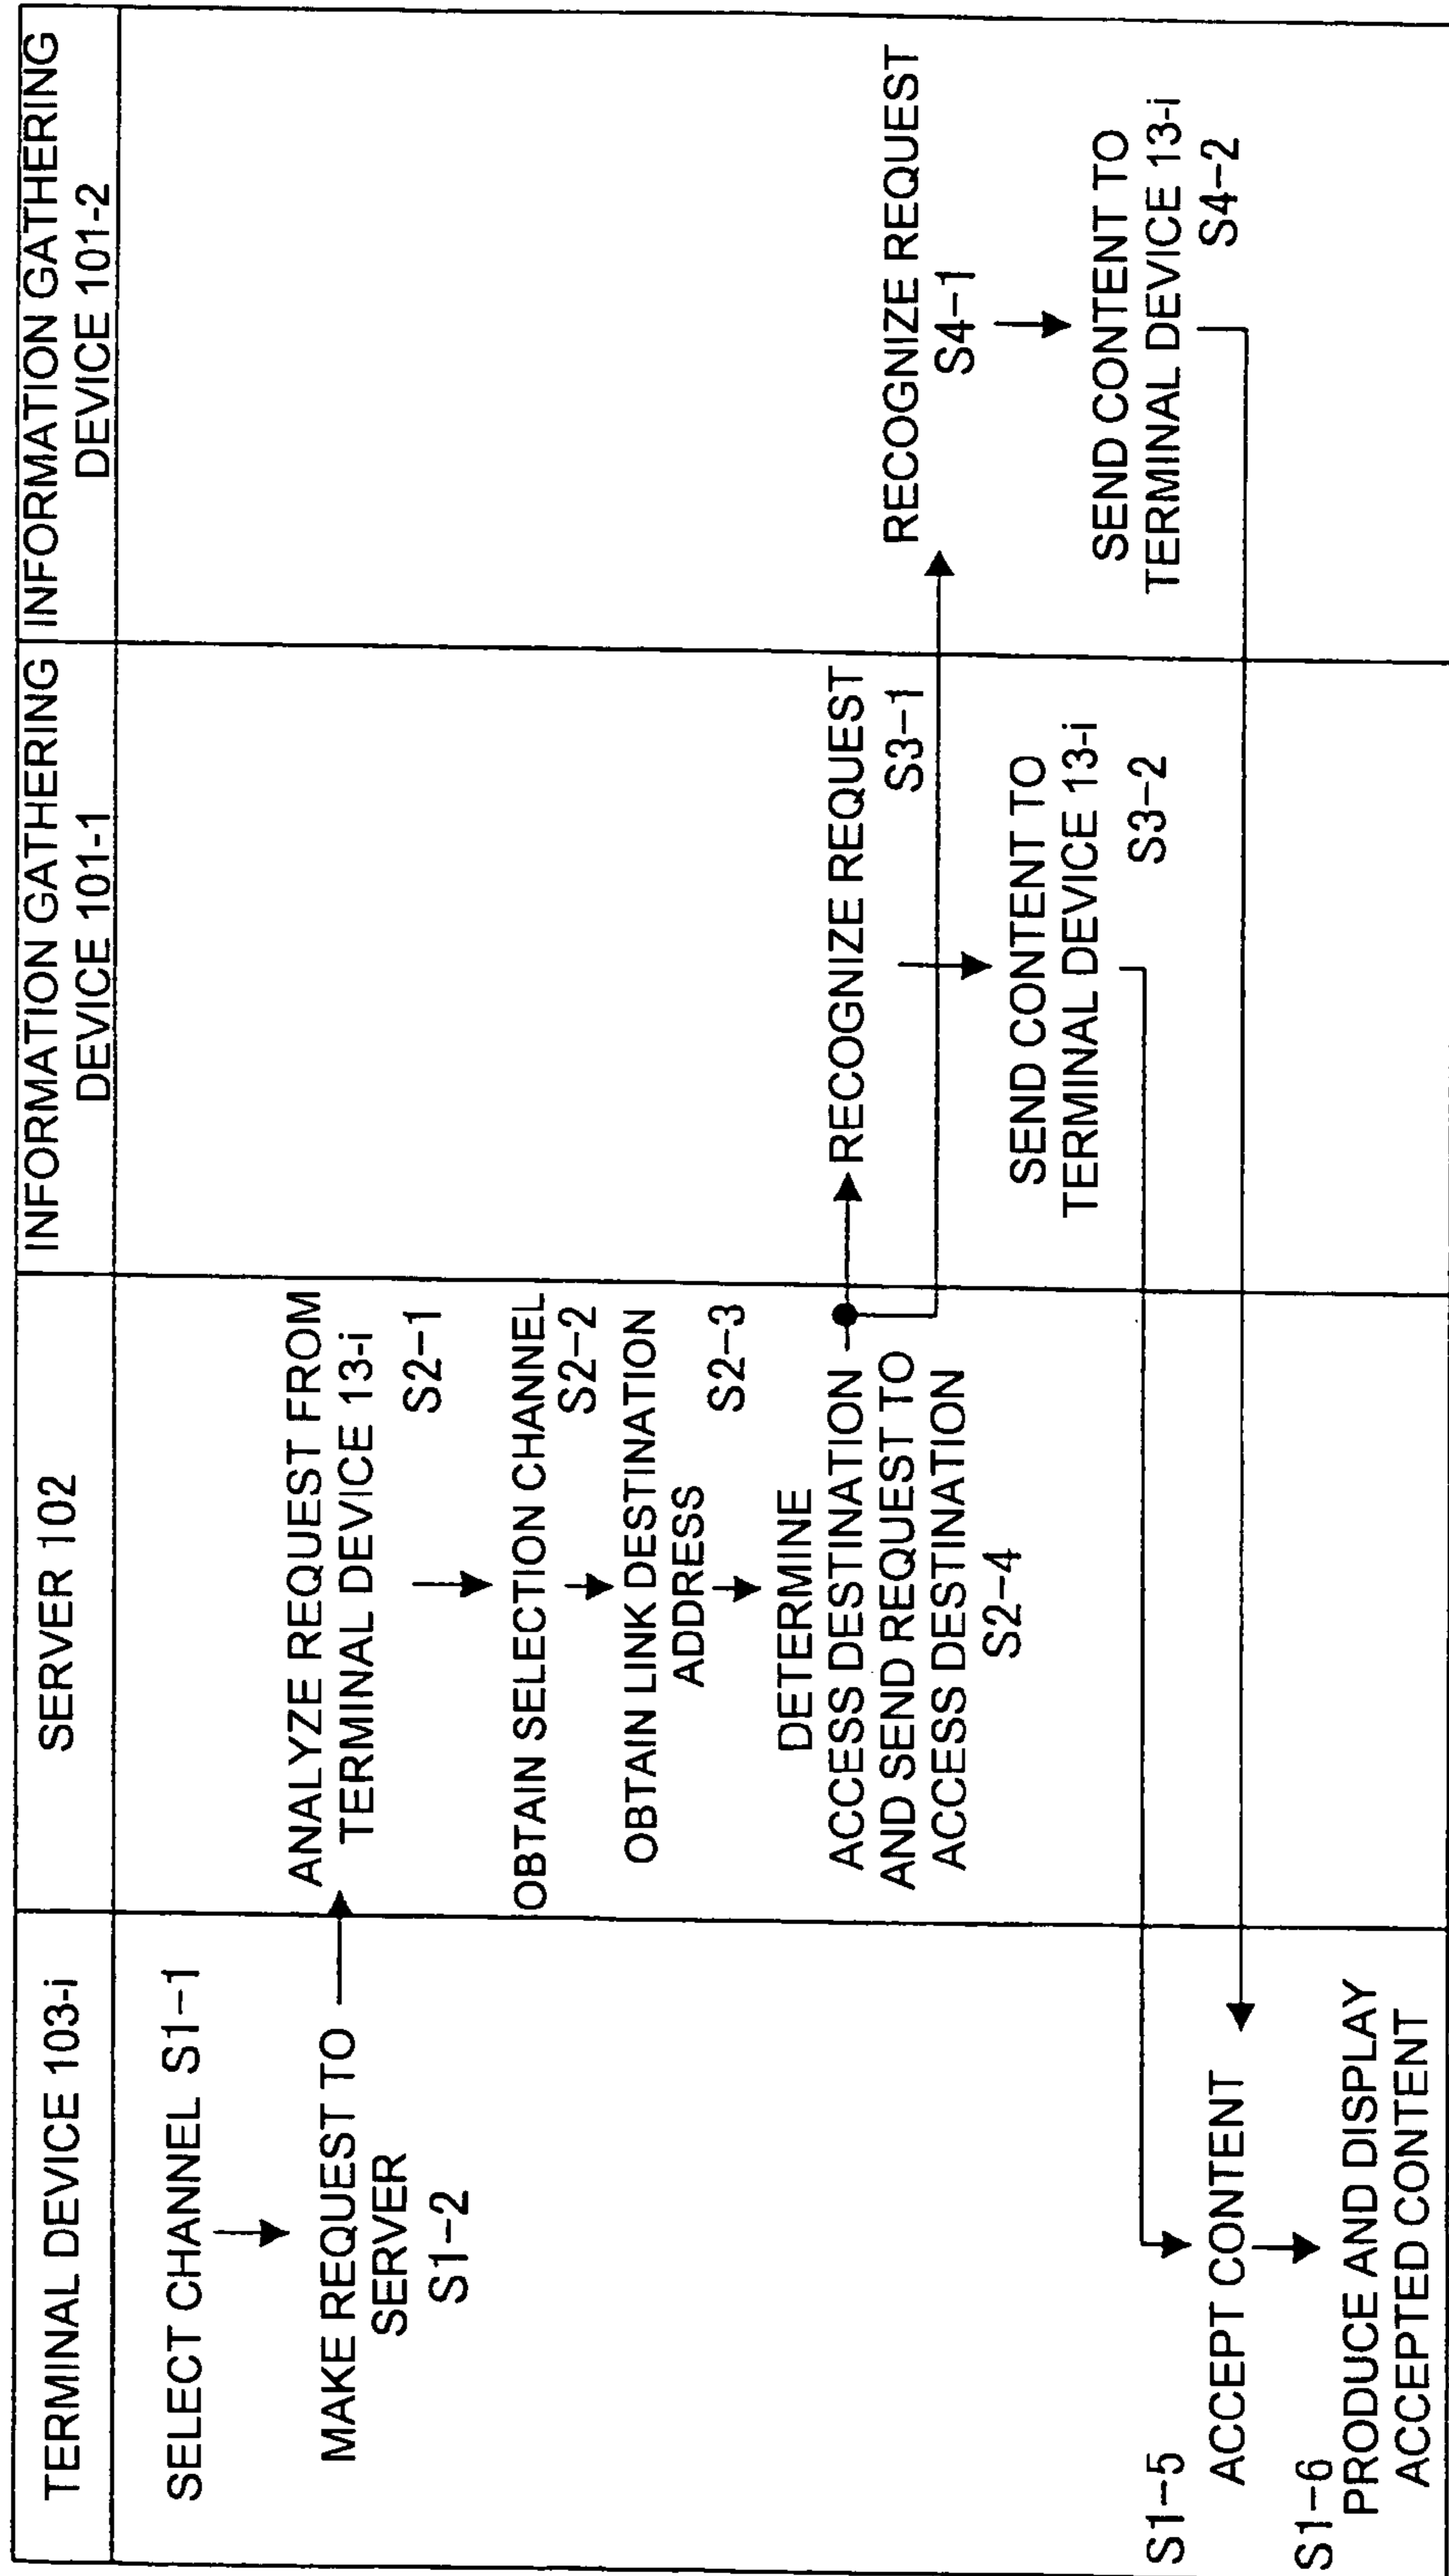 TERMINAL DEVICE 103-i
SERVER 102
INFORMATION GATHERING
DEVICE 101-1
INFORMATION GATHERING
DEVICE 101-2
SELECT CHANNEL S1-1
MAKE REQUEST TO
SERVER
S1-2
ANALYZE REQUEST FROM
TERMINAL DEVICE 13-i
S2-1
OBTAIN SELECTION CHANNEL
S2-2
OBTAIN LINK DESTINATION
ADDRESS
S2-3
DETERMINE
ACCESS DESTINATION
AND SEND REQUEST TO
ACCESS DESTINATION
S2-4
RECOGNIZE REQUEST
S3-1
SEND CONTENT TO
TERMINAL DEVICE 13-i
S3-2
RECOGNIZE REQUEST
S4-1
SEND CONTENT TO
TERMINAL DEVICE 13-i
S4-2
S1-5
ACCEPT CONTENT
S1-6
PRODUCE AND DISPLAY
ACCEPTED CONTENT